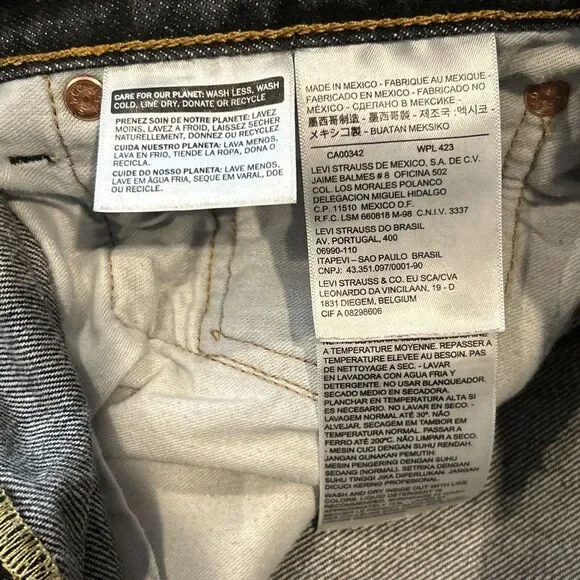 CARE FOR OUR PLANET: WASH LESS, WASH
COLD, LINE DRY, DONATE OR RECYCLE
PRENEZ SOIN DE NOTRE PLANETE: LAVEZ
MOINS, LAVEZ A FROID, LAISSEZ SECHER
NATURELLEMENT, DONNEZ OU RECYCLEZ
CUIDA NUESTRO PLANETA: LAVA MENOS,
LAVA EN FRIO, TIENDE LA ROPA, DONA O
RECICLA.
CUIDE DO NOSSO PLANETA: LAVE MENOS,
LAVE EM ÁGUA FRIA, SEQUE EM VARAL, DOE
OU RECICLE.
MADE IN MEXICO - FABRIQUE AU MEXIQUE -
FABRICADO EN MEXICO - FABRICADO NO
MÉXICO - СДЕЛАНО В МЕКСИКЕ -
墨西哥制造 - 墨西哥製 - 제조국: 멕시코 -
メキシコ製 - BUATAN MEKSIKO
CA00342 WPL 423
LEVI STRAUSS DE MEXICO, S.A. DE C.V.
JAIME BALMES # 8 OFICINA 502
COL. LOS MORALES POLANCO
DELEGACION MIGUEL HIDALGO
C.P. 11510 MEXICO D.F.
R.F.C. LSM 660818 M-98 C.N.I.V. 3337
LEVI STRAUSS DO BRASIL
AV. PORTUGAL, 400
06990-110
ITAPEVI - SAO PAULO BRASIL
CNPJ: 43.351.097/0001-90
LEVI STRAUSS & CO. EU SCA/CVA
LEONARDO DA VINCILAAN. 19 - D
1831 DIEGEM, BELGIUM
CIF A 08298606
A TEMPERATURE MOYENNE. REPASSER A
TEMPERATURE ELEVEE AU BESOIN. PAS
DE NETTOYAGE A SEC. - LAVAR
EN LAVADORA CON AGUA FRIA Y
DETERGENTE. NO USAR BLANQUEADOR.
SECADO MEDIO EN SECADORA.
PLANCHAR EN TEMPERATURA ALTA SI
ES NECESARIO. NO LAVAR EN SECO. -
LAVAGEM NORMAL ATÉ 30°. NÃO
ALVEJAR. SECAGEM EM TAMBOR EM
TEMPERATURA NORMAL. PASSAR A
FERRO ATÉ 200ºC. NÃO LIMPAR A SECO.
- MESIN CUCI DENGAN SUHU RENDAH.
JANGAN GUNAKAN PEMUTIH.
MESIN PENGERING DENGAN SUHU
SEDANG (NORMAL). SETRIKA DENGAN
SUHU TINGGI JIKA DIPERLUKAN. JANGAN
DICUCI KERING PROFESIONAL.
WASH AND DRY INSIDE OUT WITH LIKE
COLORS. LIQUID DETERGENT IS
RECOMMENDED.